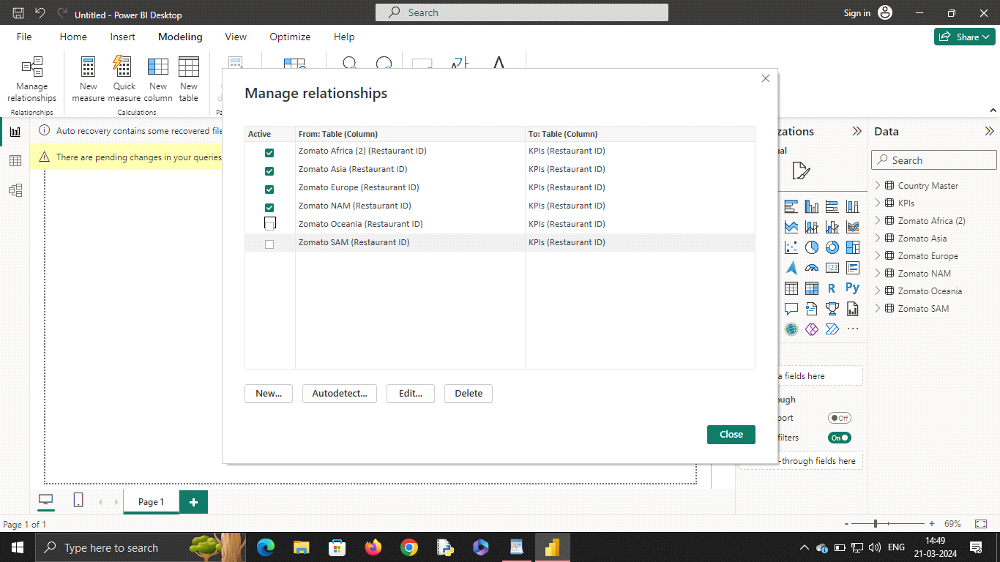 Untitled - Power BI Desktop
Search
Sign in
File Home Insert Modeling View Optimize Help
Share
Manage relationships
New measure
Quick measure
New column
New table
Relationships
Calculations
Manage relationships
Active From: Table (Column) To: Table (Column)
Zomato Africa (2) (Restaurant ID) KPIs (Restaurant ID)
Zomato Asia (Restaurant ID) KPIs (Restaurant ID)
Zomato Europe (Restaurant ID) KPIs (Restaurant ID)
Zomato NAM (Restaurant ID) KPIs (Restaurant ID)
Zomato Oceania (Restaurant ID) KPIs (Restaurant ID)
Zomato SAM (Restaurant ID) KPIs (Restaurant ID)
New... Autodetect... Edit... Delete
Close
Auto recovery contains some recovered file
There are pending changes in your queries
zations
ual
R Py
123
a fields here
ough
port Off
filters On
-through fields here
Data
Search
Country Master
KPIs
Zomato Africa (2)
Zomato Asia
Zomato Europe
Zomato NAM
Zomato Oceania
Zomato SAM
Page 1
+
Page 1 of 1
- + 69%
Type here to search
ENG
14:49
21-03-2024